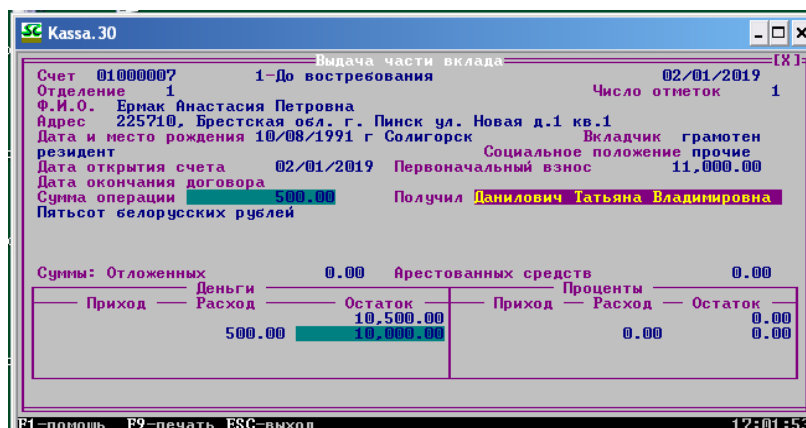 Kassa.30
Выдача части вклада [X]
Счет 01000007 1-До востребования 02/01/2019
Отделение 1 Число отметок 1
Ф.И.О. Ермак Анастасия Петровна
Адрес 225710, Брестская обл. г. Пинск ул. Новая д.1 кв.1
Дата и место рождения 10/08/1991 г Солигорск Вкладчик грамотен
резидент Социальное положение прочие
Дата открытия счета 02/01/2019 Первоначальный взнос 11,000.00
Дата окончания договора
Сумма операции 500.00 Получил Данилович Татьяна Владимировна
Пятьсот белорусских рублей
Суммы: Отложенных 0.00 Арестованных средств 0.00
Деньги Проценты
Приход Расход Остаток Приход Расход Остаток
10,500.00 0.00
500.00 10,000.00 0.00 0.00
F1-помощь F9-печать ESC-выход 17:01:53